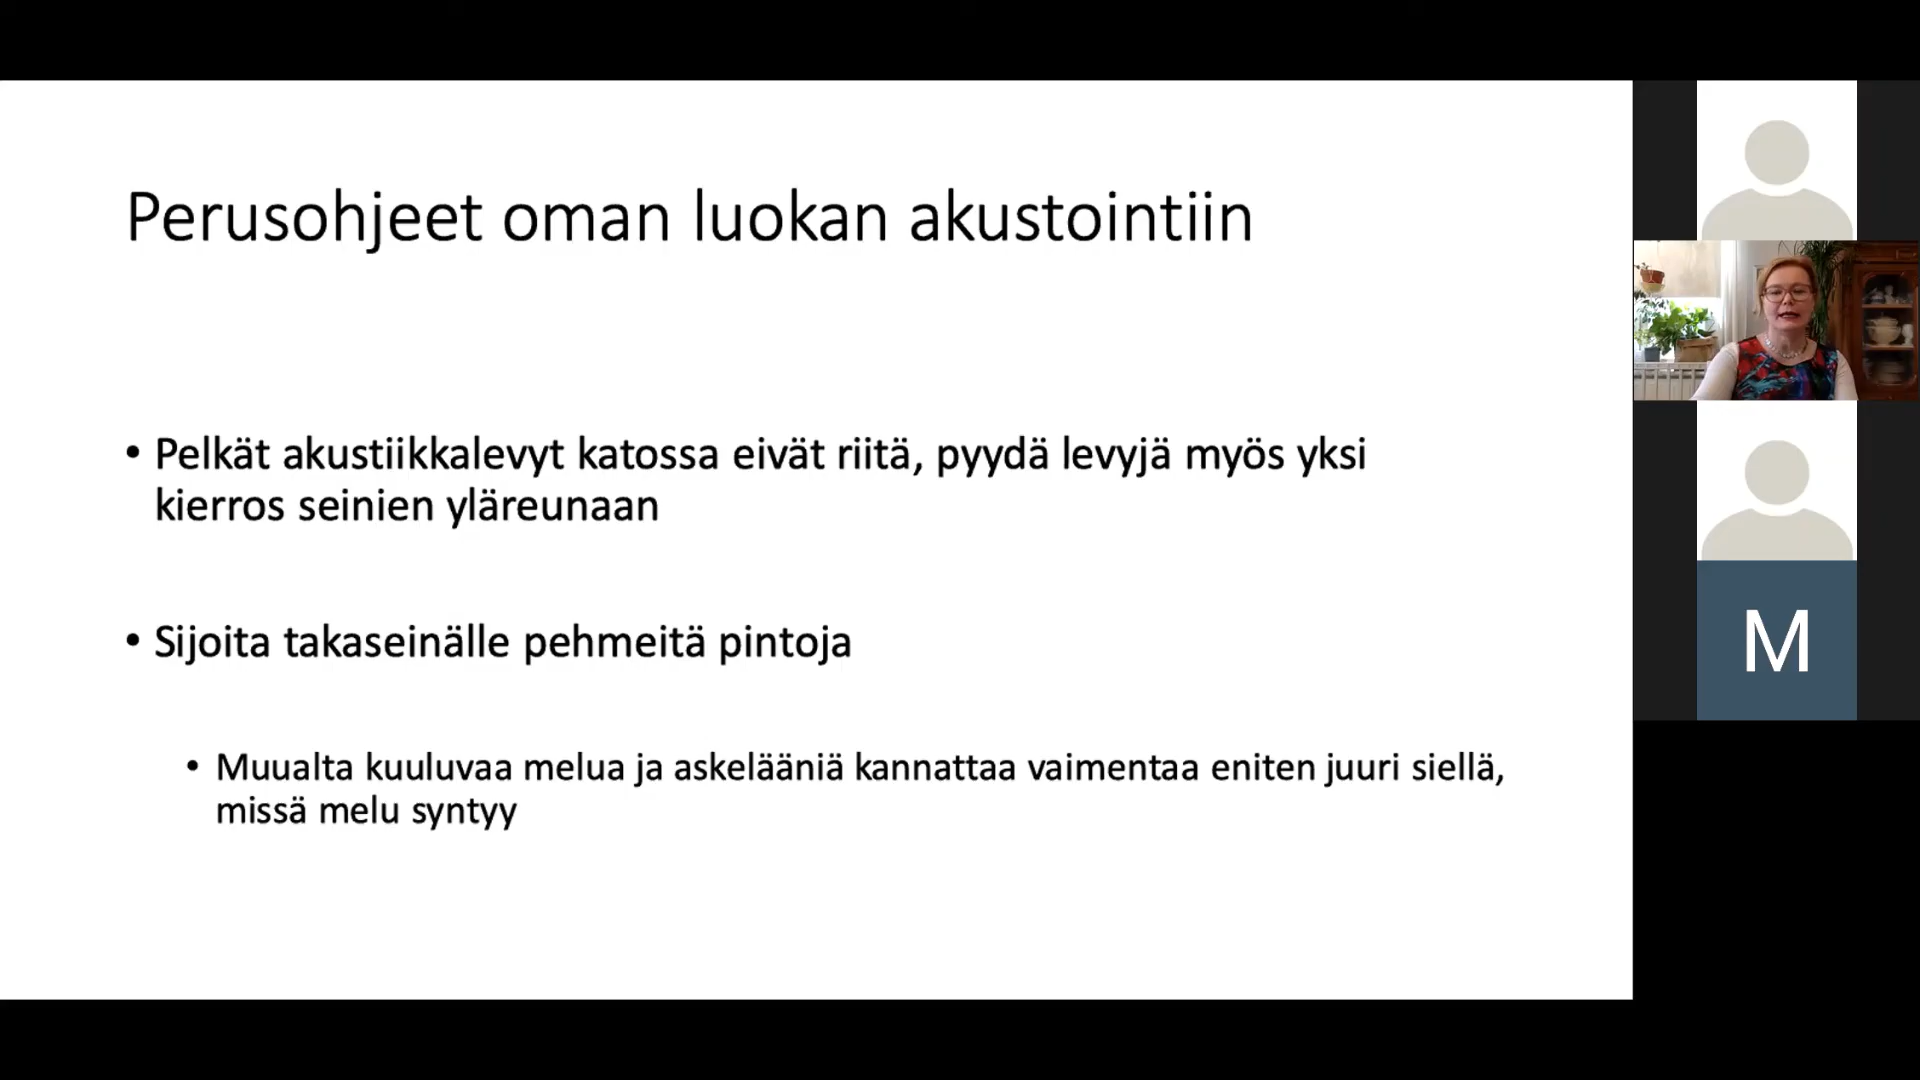 Perusohjeet oman luokan akustointiin
• Pelkät akustiikkalevyt katossa eivät riitä, pyydä levyjä myös yksi
kierros seinien yläreunaan
• Sijoita takaseinälle pehmeitä pintoja
• Muualta kuuluvaa melua ja askelääniä kannattaa vaimentaa eniten juuri siellä,
missä melu syntyy
M